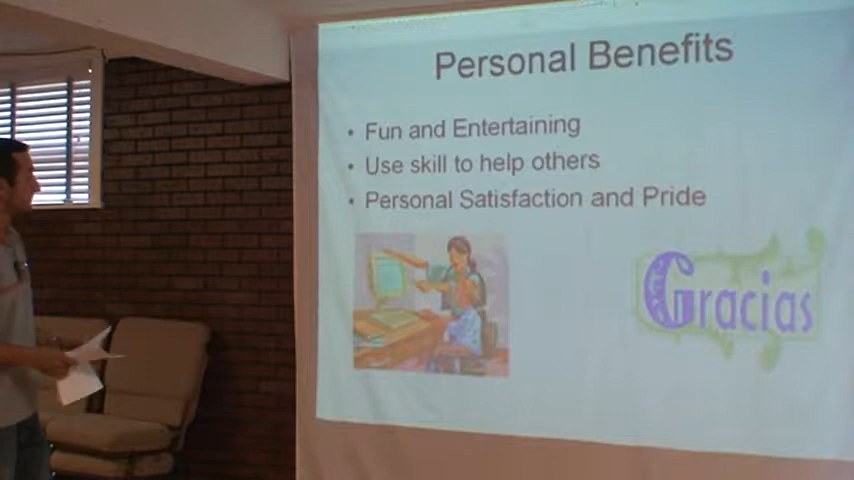 Personal Benefits
• Fun and Entertaining
• Use skill to help others
• Personal Satisfaction and Pride
Gracias